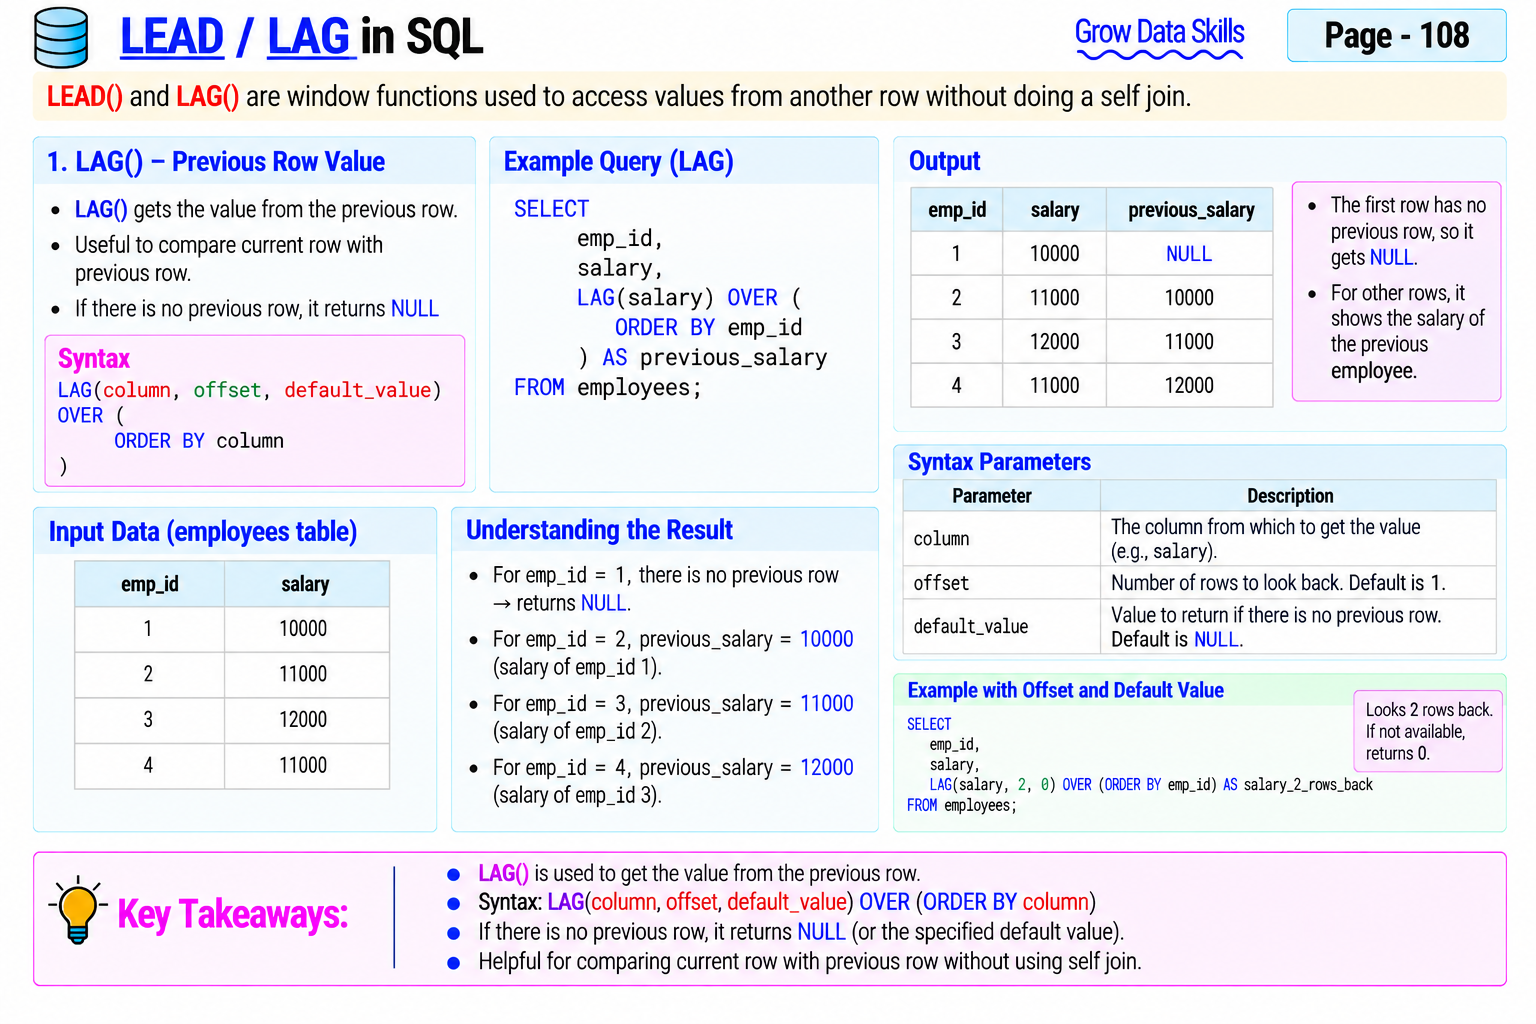 LEAD / LAG in SQL
Grow Data Skills
Page - 108
LEAD() and LAG() are window functions used to access values from another row without doing a self join.
1. LAG() – Previous Row Value
• LAG() gets the value from the previous row.
• Useful to compare current row with
previous row.
• If there is no previous row, it returns NULL
Syntax
LAG(column, offset, default_value)
OVER (
ORDER BY column
)
Example Query (LAG)
SELECT
emp_id,
salary,
LAG(salary) OVER (
ORDER BY emp_id
) AS previous_salary
FROM employees;
Output
emp_id salary previous_salary
1 10000 NULL
2 11000 10000
3 12000 11000
4 11000 12000
• The first row has no
previous row, so it
gets NULL.
• For other rows, it
shows the salary of
the previous
employee.
Input Data (employees table)
emp_id salary
1 10000
2 11000
3 12000
4 11000
Understanding the Result
• For emp_id = 1, there is no previous row
→ returns NULL.
• For emp_id = 2, previous_salary = 10000
(salary of emp_id 1).
• For emp_id = 3, previous_salary = 11000
(salary of emp_id 2).
• For emp_id = 4, previous_salary = 12000
(salary of emp_id 3).
Syntax Parameters
Parameter Description
column The column from which to get the value
(e.g., salary).
offset Number of rows to look back. Default is 1.
default_value Value to return if there is no previous row.
Default is NULL.
Example with Offset and Default Value
SELECT
emp_id,
salary,
LAG(salary, 2, 0) OVER (ORDER BY emp_id) AS salary_2_rows_back
FROM employees;
Looks 2 rows back.
If not available,
returns 0.
Key Takeaways:
• LAG() is used to get the value from the previous row.
• Syntax: LAG(column, offset, default_value) OVER (ORDER BY column)
• If there is no previous row, it returns NULL (or the specified default value).
• Helpful for comparing current row with previous row without using self join.